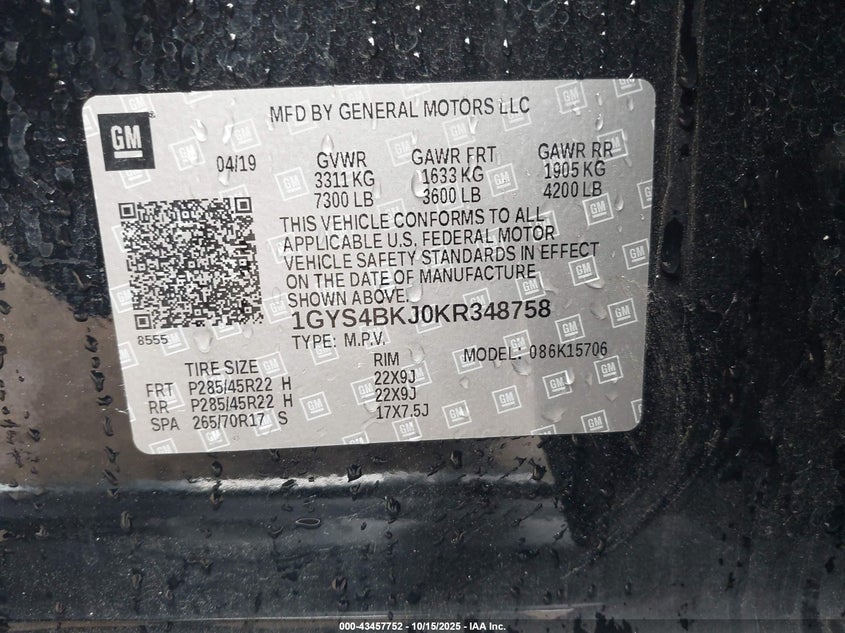 MFD BY GENERAL MOTORS LLC
GM
04/19
GVWR GAWR FRT GAWR RR
3311 KG 1633 KG 1905 KG
7300 LB 3600 LB 4200 LB
THIS VEHICLE CONFORMS TO ALL
APPLICABLE U.S. FEDERAL MOTOR
VEHICLE SAFETY STANDARDS IN EFFECT
ON THE DATE OF MANUFACTURE
SHOWN ABOVE.
8555
1GYS4BKJ0KR348758
TYPE: M.P.V. MODEL: 086K15706
TIRE SIZE RIM
FRT P285/45R22 H 22X9J
RR P285/45R22 H 22X9J
SPA 265/70R17 S 17X7.5J
000-43457752 - 10/15/2025 - IAA Inc.